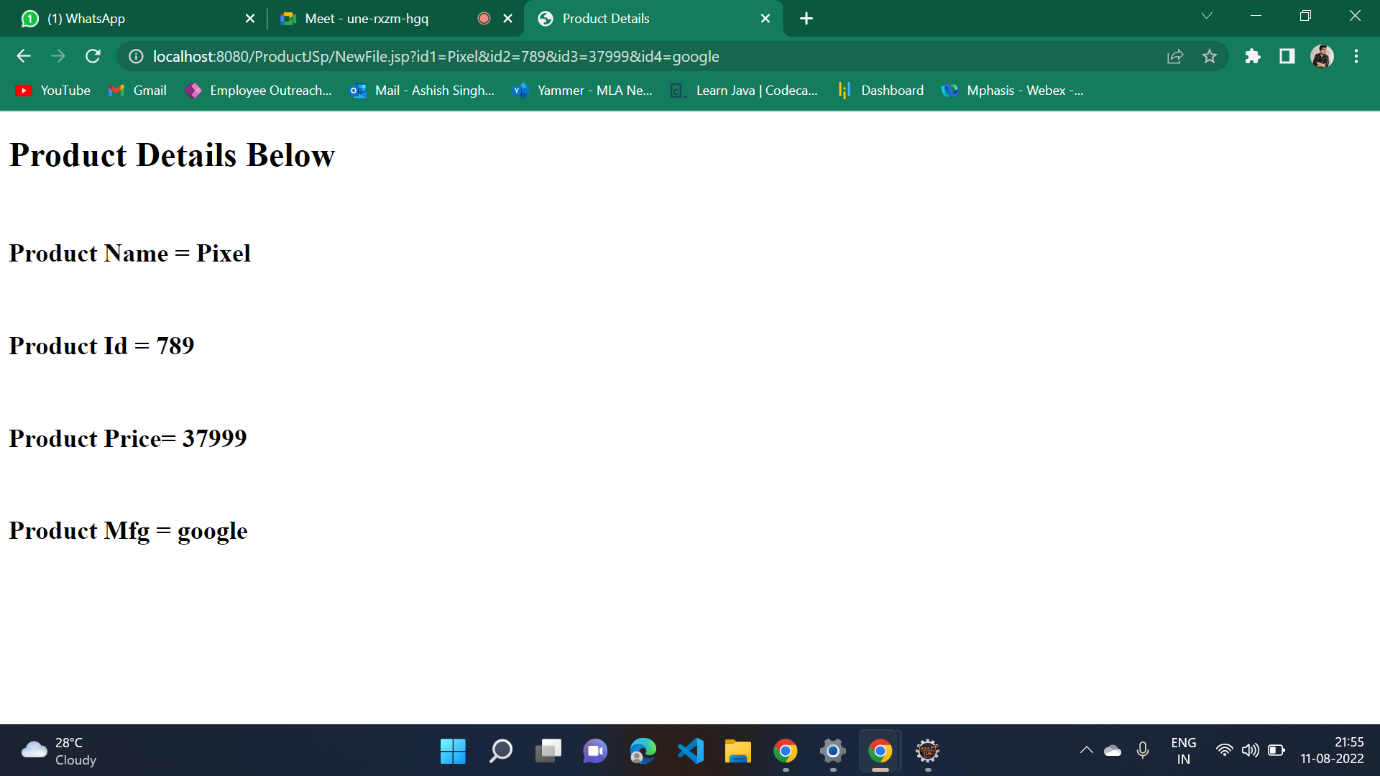 (1) WhatsApp
Meet - une-rxzm-hgq
Product Details
localhost:8080/ProductJSp/NewFile.jsp?id1=Pixel&id2=789&id3=37999&id4=google
YouTube
Gmail
Employee Outreach...
Mail - Ashish Singh...
Yammer - MLA Ne...
Learn Java | Codeca...
Dashboard
Mphasis - Webex -...
Product Details Below
Product Name = Pixel
Product Id = 789
Product Price= 37999
Product Mfg = google
28°C
Cloudy
ENG
IN
21:55
11-08-2022